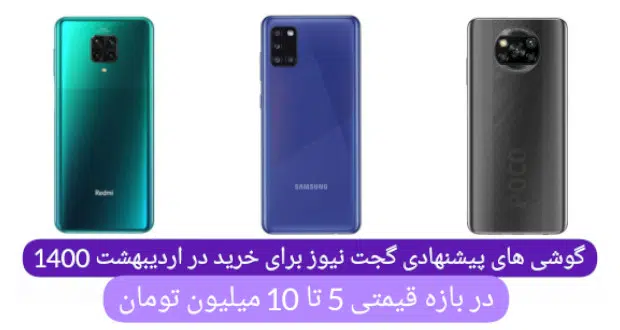 Redmi
SAMSUNG
POCO
گوشی های پیشنهادی گجت نیوز برای خرید در اردیبهشت 1400
در بازه قیمتی 5 تا 10 میلیون تومان